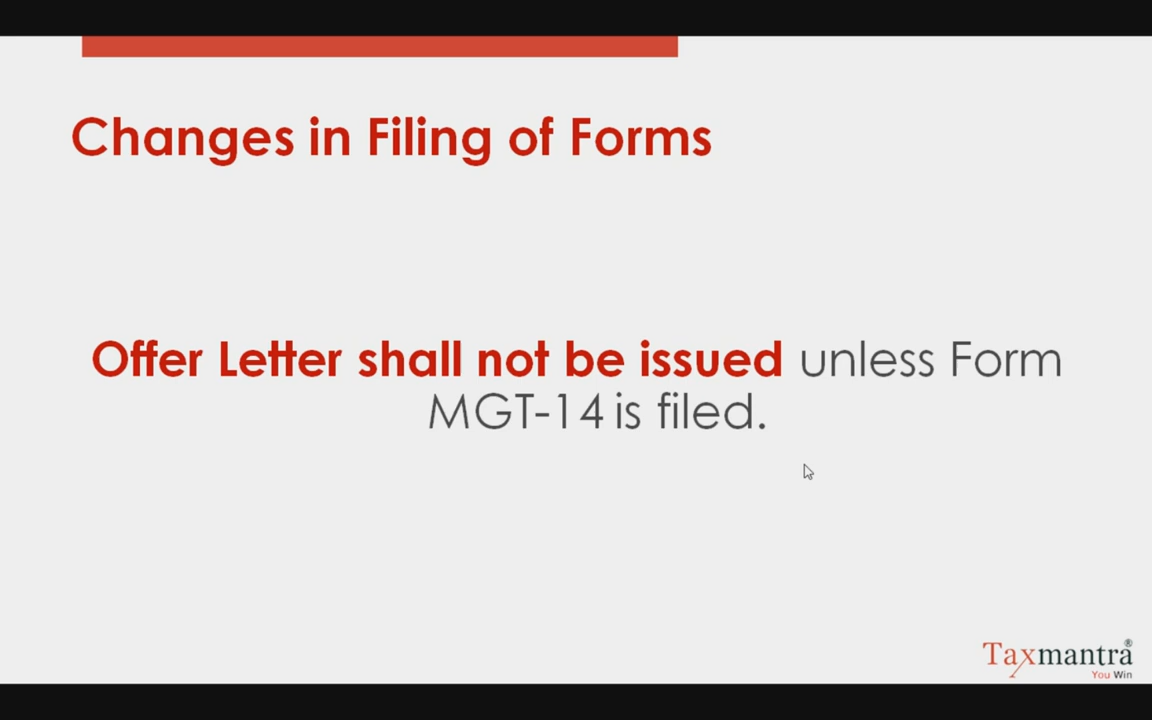 Changes in Filing of Forms
Offer Letter shall not be issued unless Form
MGT-14 is filed.
Taxmantra®
You Win